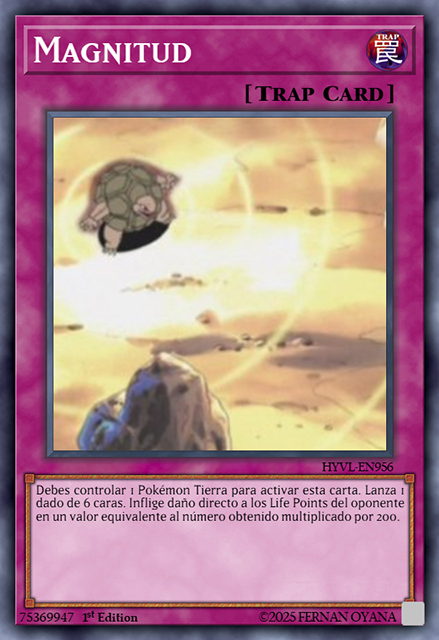 Magnitud
TRAP
罠
[Trap Card]
HYVL-EN956
Debes controlar 1 Pokémon Tierra para activar esta carta. Lanza 1
dado de 6 caras. Inflige daño directo a los Life Points del oponente
en un valor equivalente al número obtenido multiplicado por 200.
75369947 1st Edition ©2025 FERNAN OYANA